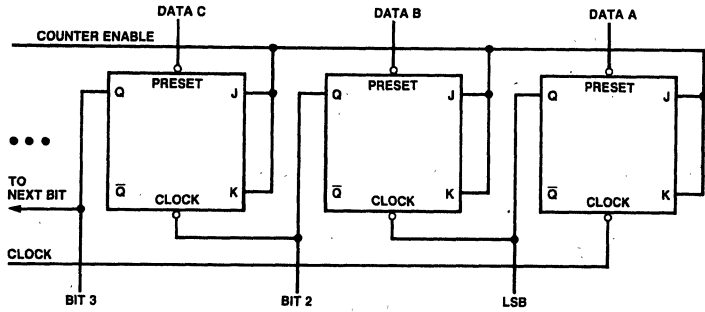 DATA C DATA B DATA A
COUNTER ENABLE
PRESET PRESET PRESET
Q J Q J Q J
TO
NEXT BIT
Q̅ K Q̅ K Q̅ K
CLOCK CLOCK CLOCK
CLOCK
BIT 3 BIT 2 LSB